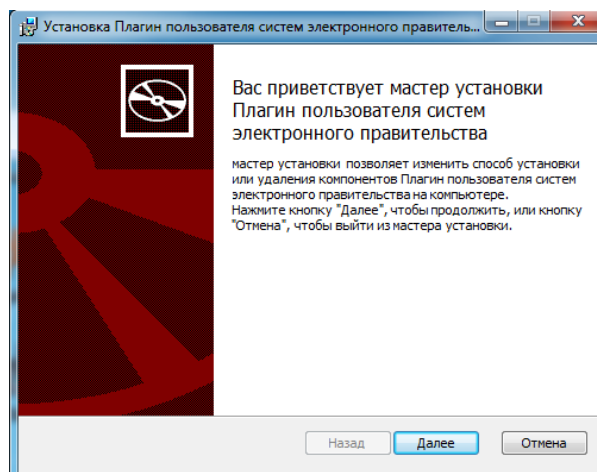 Установка Плагин пользователя систем электронного правитель...
Вас приветствует мастер установки
Плагин пользователя систем
электронного правительства
мастер установки позволяет изменить способ установки
или удаления компонентов Плагин пользователя систем
электронного правительства на компьютере.
Нажмите кнопку "Далее", чтобы продолжить, или кнопку
"Отмена", чтобы выйти из мастера установки.
Назад
Далее
Отмена